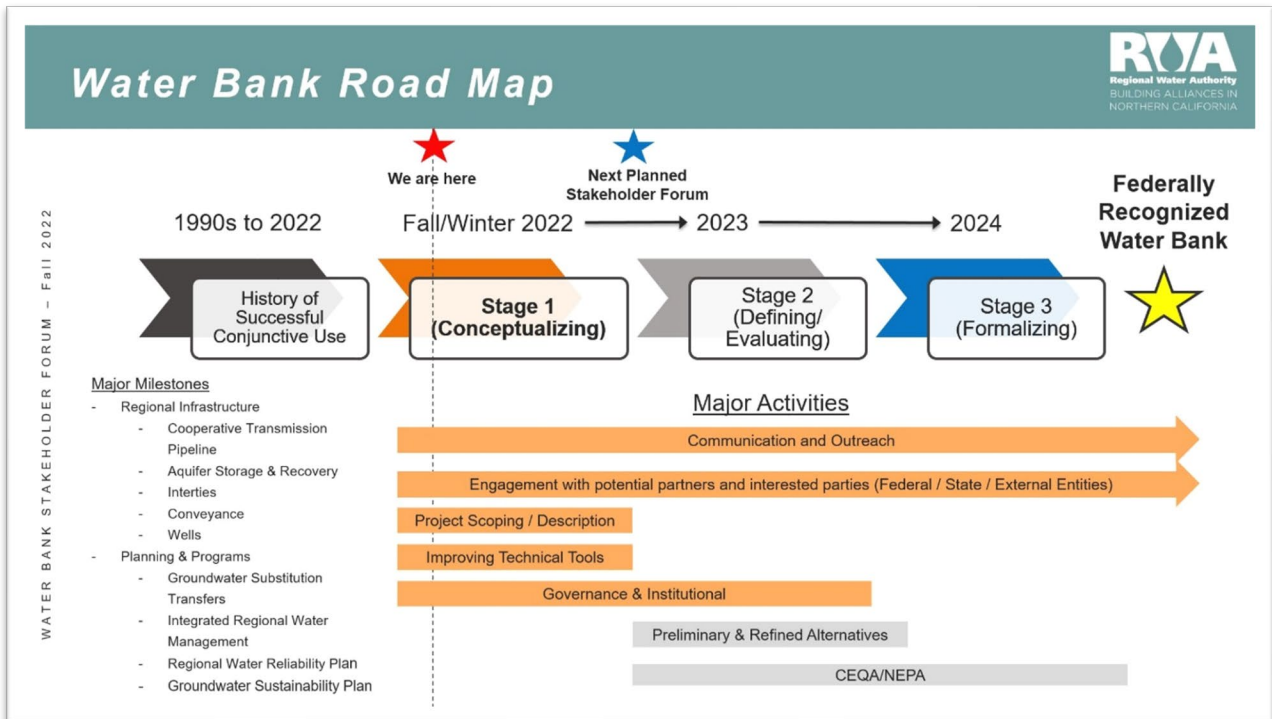 Water Bank Road Map
RWA
Regional Water Authority
BUILDING ALLIANCES IN
NORTHERN CALIFORNIA
We are here
Next Planned
Stakeholder Forum
Federally
Recognized
Water Bank
1990s to 2022
Fall/Winter 2022
2023
2024
History of
Successful
Conjunctive Use
Stage 1
(Conceptualizing)
Stage 2
(Defining/
Evaluating)
Stage 3
(Formalizing)
WATER BANK STAKEHOLDER FORUM – Fall 2022
Major Milestones
- Regional Infrastructure
- Cooperative Transmission
Pipeline
- Aquifer Storage & Recovery
- Interties
- Conveyance
- Wells
- Planning & Programs
- Groundwater Substitution
Transfers
- Integrated Regional Water
Management
- Regional Water Reliability Plan
- Groundwater Sustainability Plan
Major Activities
Communication and Outreach
Engagement with potential partners and interested parties (Federal / State / External Entities)
Project Scoping / Description
Improving Technical Tools
Governance & Institutional
Preliminary & Refined Alternatives
CEQA/NEPA